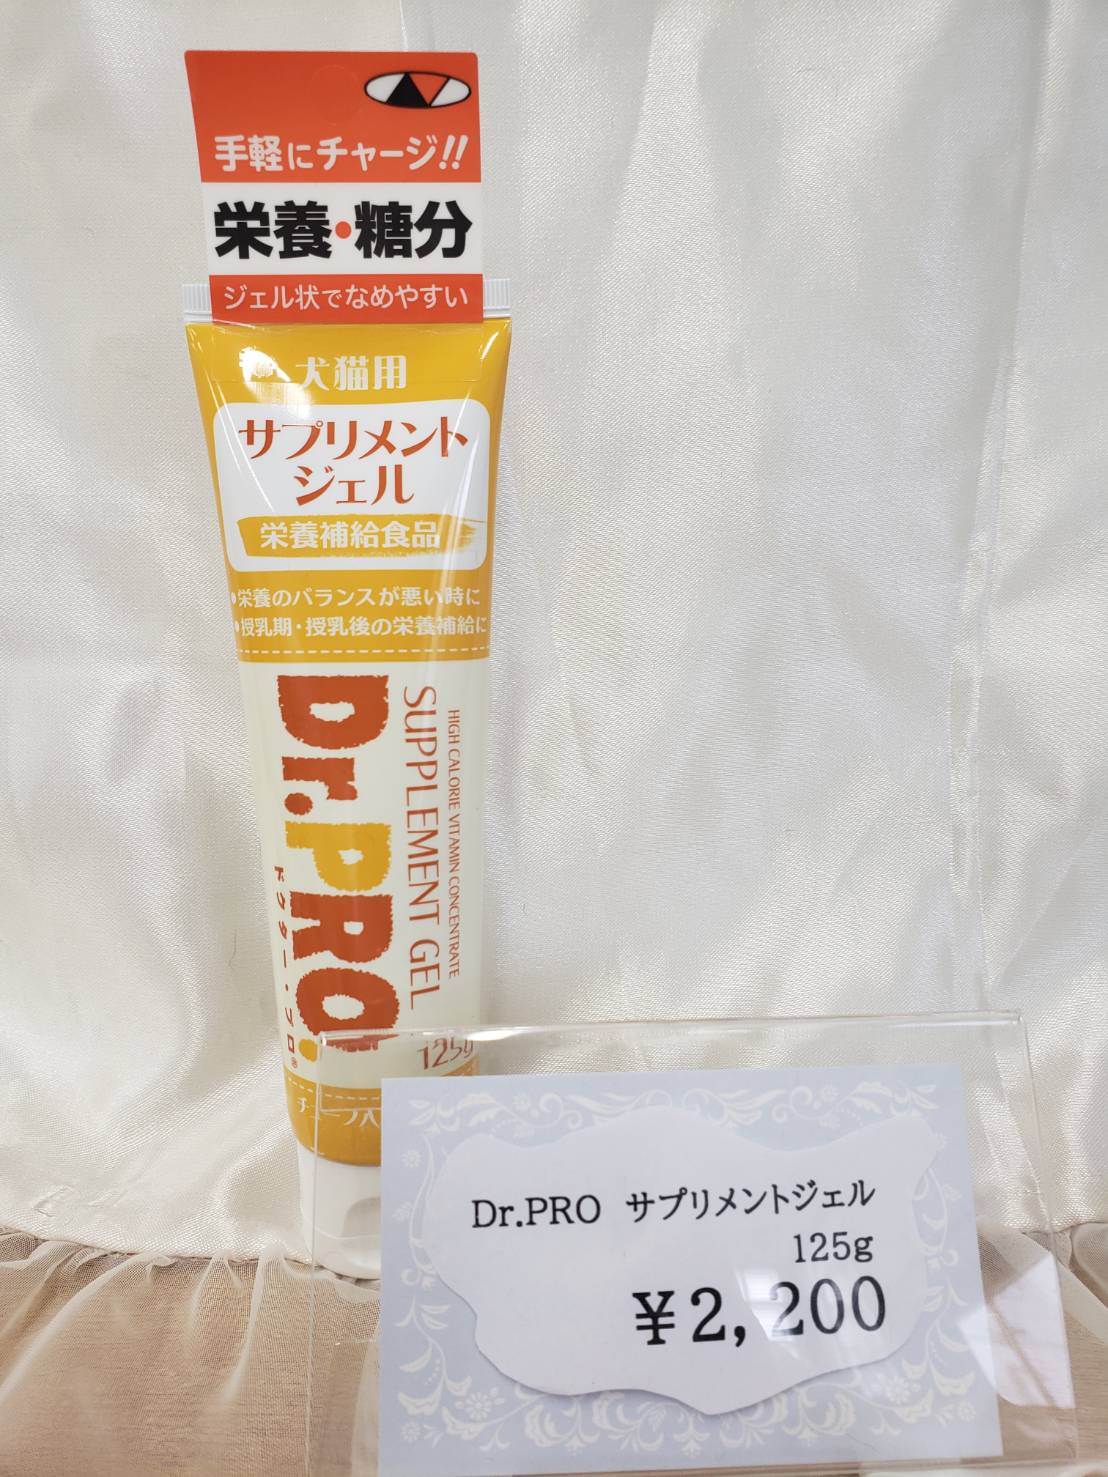 手軽にチャージ!!
栄養・糖分
ジェル状でなめやすい
犬猫用
サプリメント
ジェル
栄養補給食品
•栄養のバランスが悪い時に
•授乳期・授乳後の栄養補給に
Dr.PRO.
ドクター・プロ®
SUPPLEMENT GEL
HIGH CALORIE VITAMIN CONCENTRATE
125g
Dr.PRO サプリメントジェル
125g
¥2,200